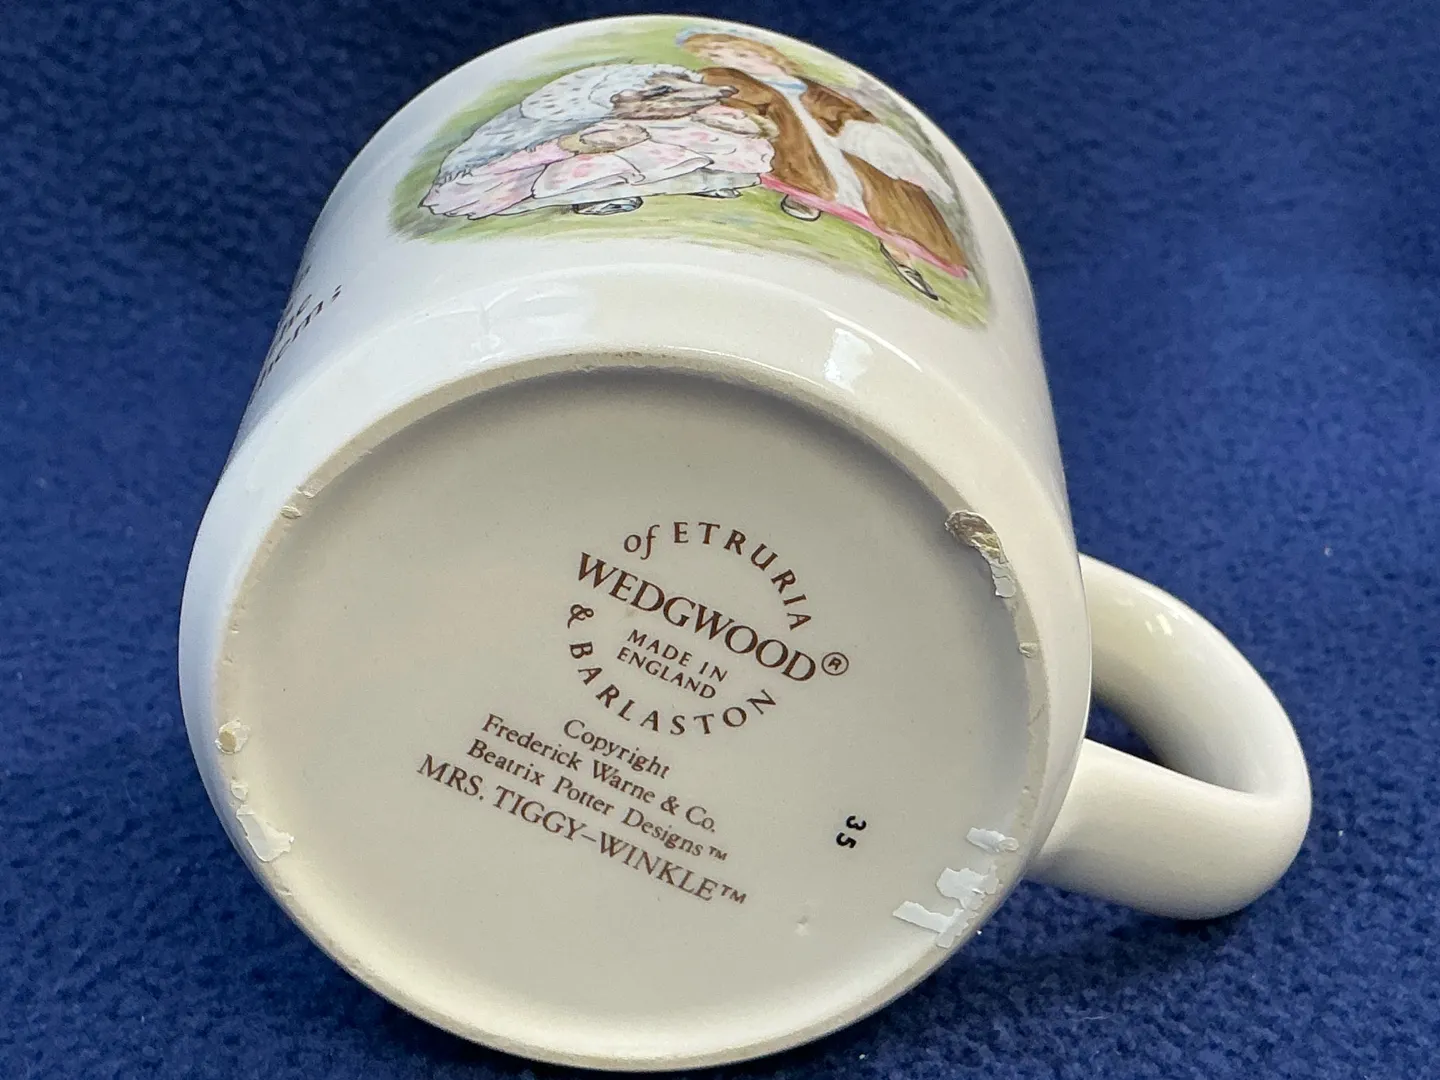 of ETRURIA
WEDGWOOD®
MADE IN
ENGLAND
& BARLASTON
Copyright
Frederick Warne & Co.
Beatrix Potter Designs™
MRS. TIGGY–WINKLE™
35